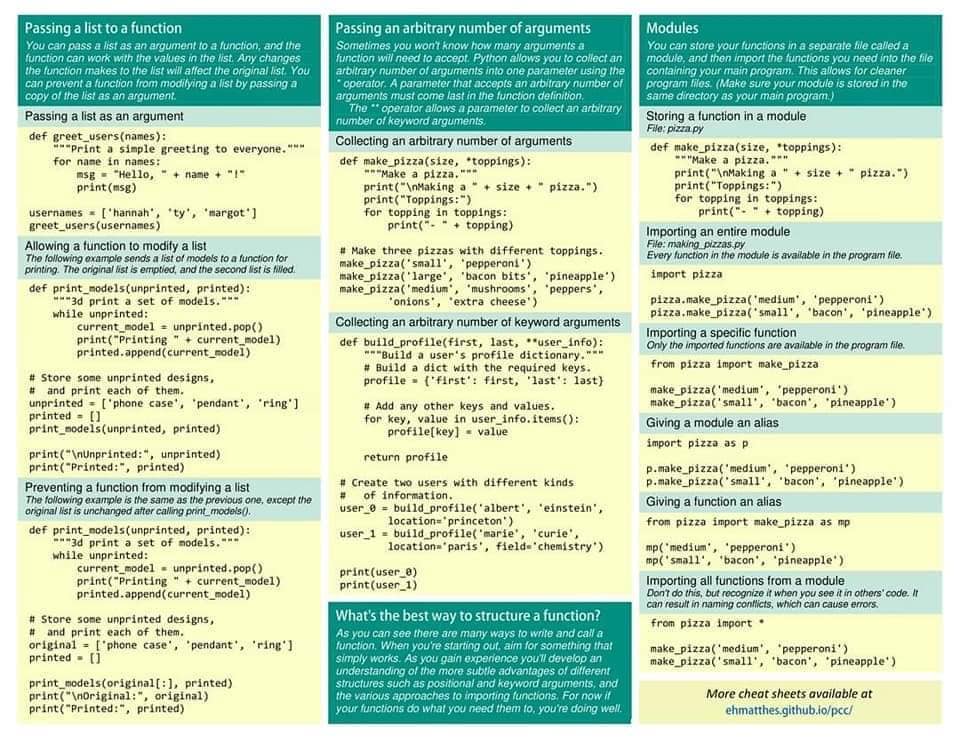 Passing a list to a function
You can pass a list as an argument to a function, and the
function can work with the values in the list. Any changes
the function makes to the list will affect the original list. You
can prevent a function from modifying a list by passing a
copy of the list as an argument.
Passing a list as an argument
def greet_users(names):
    """Print a simple greeting to everyone."""
    for name in names:
        msg = "Hello, " + name + "!"
        print(msg)
usernames = ['hannah', 'ty', 'margot']
greet_users(usernames)
Allowing a function to modify a list
The following example sends a list of models to a function for
printing. The original list is emptied, and the second list is filled.
def print_models(unprinted, printed):
    """3d print a set of models."""
    while unprinted:
        current_model = unprinted.pop()
        print("Printing " + current_model)
        printed.append(current_model)
# Store some unprinted designs,
#  and print each of them.
unprinted = ['phone case', 'pendant', 'ring']
printed = []
print_models(unprinted, printed)
print("\nUnprinted:", unprinted)
print("Printed:", printed)
Preventing a function from modifying a list
The following example is the same as the previous one, except the
original list is unchanged after calling print_models().
def print_models(unprinted, printed):
    """3d print a set of models."""
    while unprinted:
        current_model = unprinted.pop()
        print("Printing " + current_model)
        printed.append(current_model)
# Store some unprinted designs,
#  and print each of them.
original = ['phone case', 'pendant', 'ring']
printed = []
print_models(original[:], printed)
print("\nOriginal:", original)
print("Printed:", printed)
Passing an arbitrary number of arguments
Sometimes you won't know how many arguments a
function will need to accept. Python allows you to collect an
arbitrary number of arguments into one parameter using the
* operator. A parameter that accepts an arbitrary number of
arguments must come last in the function definition.
The ** operator allows a parameter to collect an arbitrary
number of keyword arguments.
Collecting an arbitrary number of arguments
def make_pizza(size, *toppings):
    """Make a pizza."""
    print("\nMaking a " + size + " pizza.")
    print("Toppings:")
    for topping in toppings:
        print("- " + topping)
# Make three pizzas with different toppings.
make_pizza('small', 'pepperoni')
make_pizza('large', 'bacon bits', 'pineapple')
make_pizza('medium', 'mushrooms', 'peppers',
        'onions', 'extra cheese')
Collecting an arbitrary number of keyword arguments
def build_profile(first, last, **user_info):
    """Build a user's profile dictionary."""
    # Build a dict with the required keys.
    profile = {'first': first, 'last': last}
    # Add any other keys and values.
    for key, value in user_info.items():
        profile[key] = value
    return profile
# Create two users with different kinds
#   of information.
user_0 = build_profile('albert', 'einstein',
        location='princeton')
user_1 = build_profile('marie', 'curie',
        location='paris', field='chemistry')
print(user_0)
print(user_1)
What's the best way to structure a function?
As you can see there are many ways to write and call a
function. When you're starting out, aim for something that
simply works. As you gain experience you'll develop an
understanding of the more subtle advantages of different
structures such as positional and keyword arguments, and
the various approaches to importing functions. For now if
your functions do what you need them to, you're doing well.
Modules
You can store your functions in a separate file called a
module, and then import the functions you need into the file
containing your main program. This allows for cleaner
program files. (Make sure your module is stored in the
same directory as your main program.)
Storing a function in a module
File: pizza.py
def make_pizza(size, *toppings):
    """Make a pizza."""
    print("\nMaking a " + size + " pizza.")
    print("Toppings:")
    for topping in toppings:
        print("- " + topping)
Importing an entire module
File: making_pizzas.py
Every function in the module is available in the program file.
import pizza
pizza.make_pizza('medium', 'pepperoni')
pizza.make_pizza('small', 'bacon', 'pineapple')
Importing a specific function
Only the imported functions are available in the program file.
from pizza import make_pizza
make_pizza('medium', 'pepperoni')
make_pizza('small', 'bacon', 'pineapple')
Giving a module an alias
import pizza as p
p.make_pizza('medium', 'pepperoni')
p.make_pizza('small', 'bacon', 'pineapple')
Giving a function an alias
from pizza import make_pizza as mp
mp('medium', 'pepperoni')
mp('small', 'bacon', 'pineapple')
Importing all functions from a module
Don't do this, but recognize it when you see it in others' code. It
can result in naming conflicts, which can cause errors.
from pizza import *
make_pizza('medium', 'pepperoni')
make_pizza('small', 'bacon', 'pineapple')
More cheat sheets available at
ehmatthes.github.io/pcc/